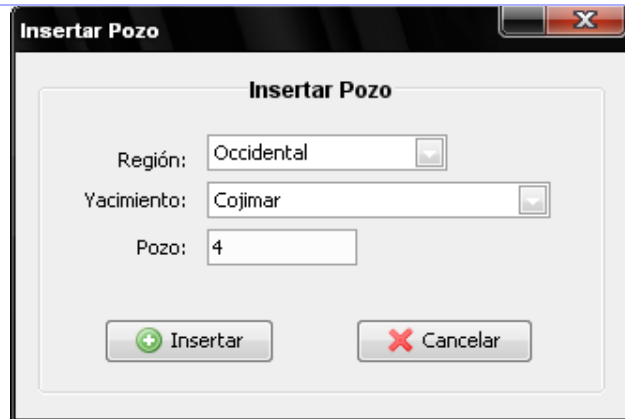 Insertar Pozo
Insertar Pozo
Región: Occidental
Yacimiento: Cojimar
Pozo: 4
Insertar Cancelar